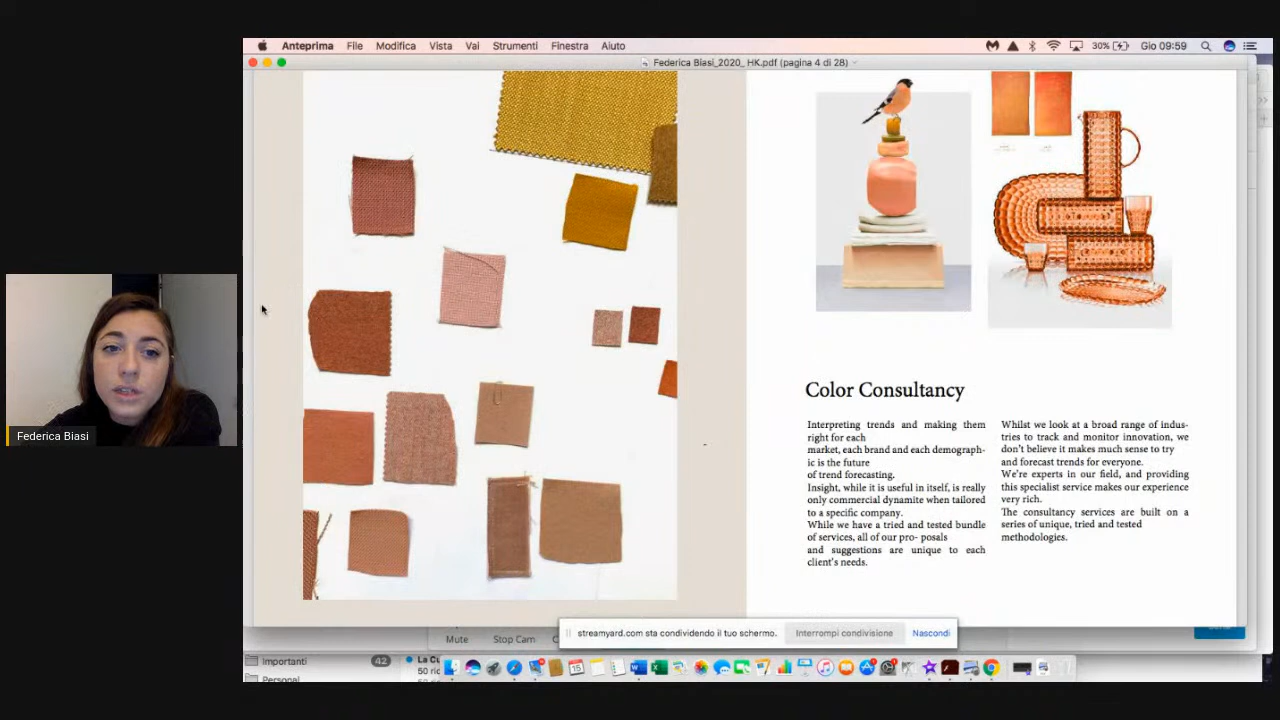 Anteprima File Modifica Vista Vai Strumenti Finestra Aiuto
30% Gio 09:59
Federica Biasi_2020_ HK.pdf (pagina 4 di 28)
Color Consultancy
Interpreting trends and making them
right for each
market, each brand and each demograph-
ic is the future
of trend forecasting.
Insight, while it is useful in itself, is really
only commercial dynamite when tailored
to a specific company.
While we have a tried and tested bundle
of services, all of our pro- posals
and suggestions are unique to each
client's needs.
Whilst we look at a broad range of indus-
tries to track and monitor innovation, we
don't believe it makes much sense to try
and forecast trends for everyone.
We're experts in our field, and providing
this specialist service makes our experience
very rich.
The consultancy services are built on a
series of unique, tried and tested
methodologies.
Federica Biasi
streamyard.com sta condividendo il tuo schermo. Interrompi condivisione Nascondi
Mute Stop Cam
Importanti 42
Personal
La Cu
50 ric